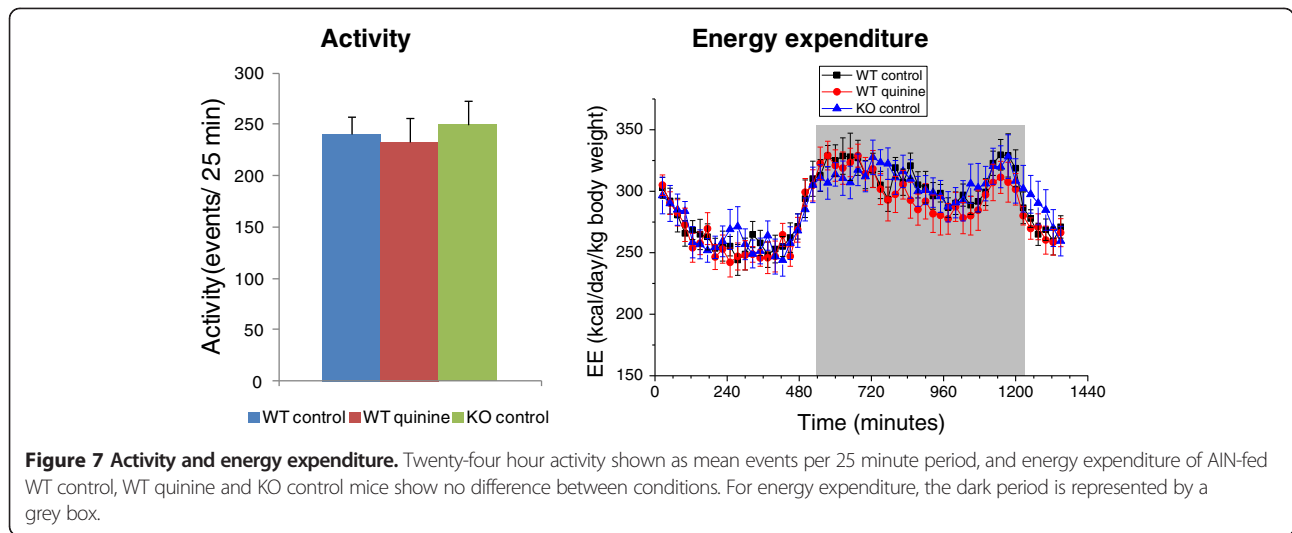 Activity
300
250
200
150
100
50
0
Activity (events/ 25 min)
WT control WT quinine KO control
Energy expenditure
WT control
WT quinine
KO control
350
300
250
300
150
EE (kcal/day/kg body weight)
0 240 480 720 960 1200 1440
Time (minutes)
Figure 7 Activity and energy expenditure. Twenty-four hour activity shown as mean events per 25 minute period, and energy expenditure of AIN-fed
WT control, WT quinine and KO control mice show no difference between conditions. For energy expenditure, the dark period is represented by a
grey box.